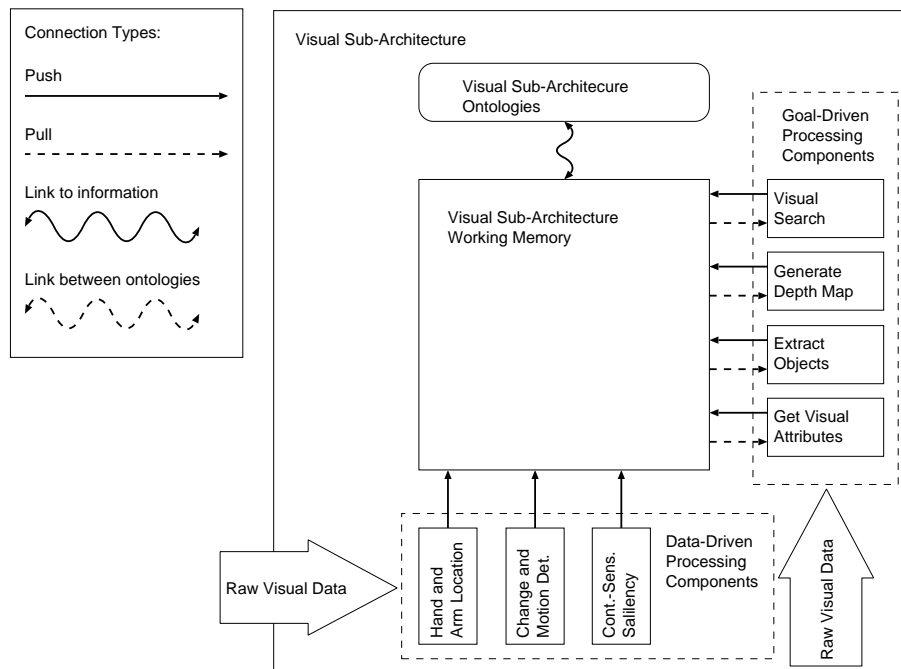 Connection Types:
Push
Pull
Link to information
Link between ontologies
Visual Sub-Architecture
Visual Sub-Architecure
Ontologies
Visual Sub-Architecture
Working Memory
Goal-Driven
Processing
Components
Visual
Search
Generate
Depth Map
Extract
Objects
Get Visual
Attributes
Raw Visual Data
Hand and
Arm Location
Change and
Motion Det.
Cont.-Sens.
Salilency
Data-Driven
Processing
Components
Raw Visual Data